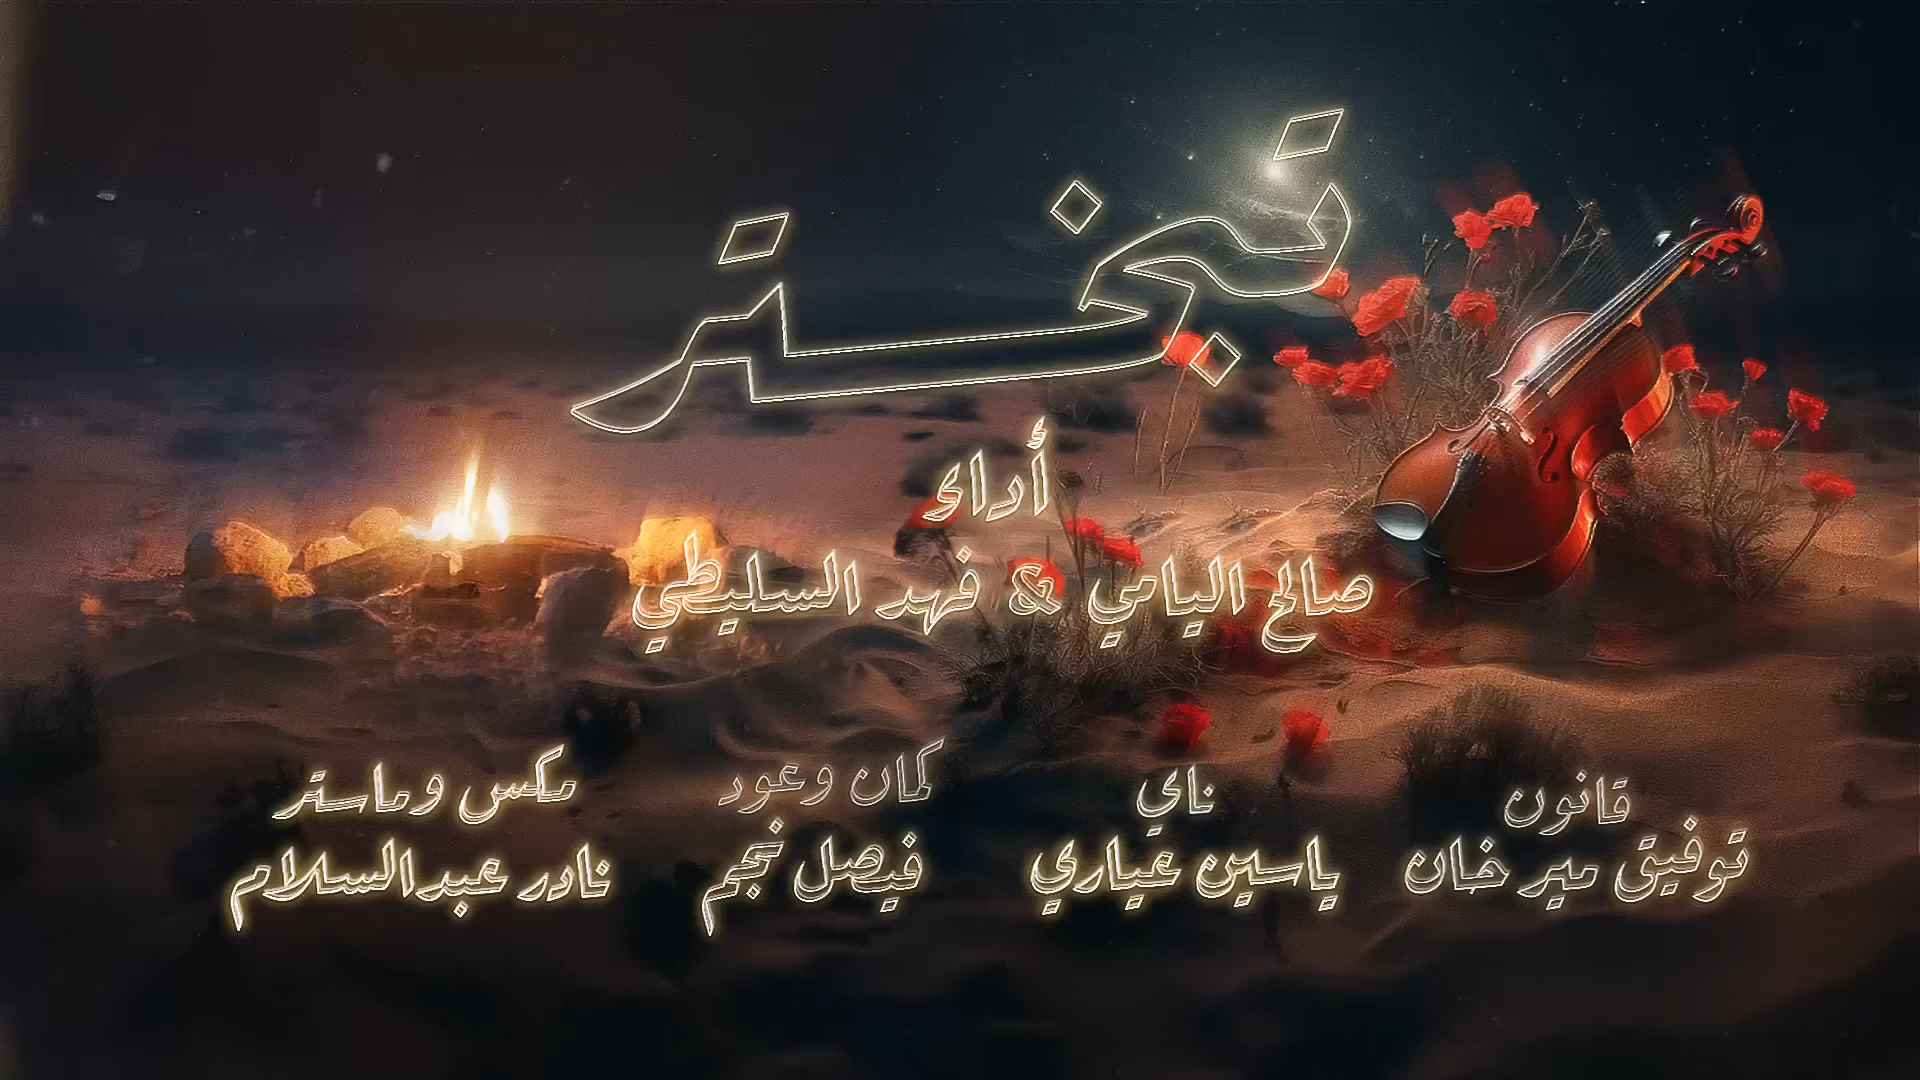 تبختر
أداء
صالح اليامي & فهد السليطي
قانون
توفيق مير خان
ناي
ياسين عياري
كمان وعود
فيصل نجم
مكس وماستر
نادر عبدالسلام